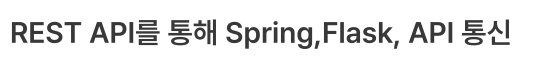 REST API를 통해 Spring,Flask, API 통신